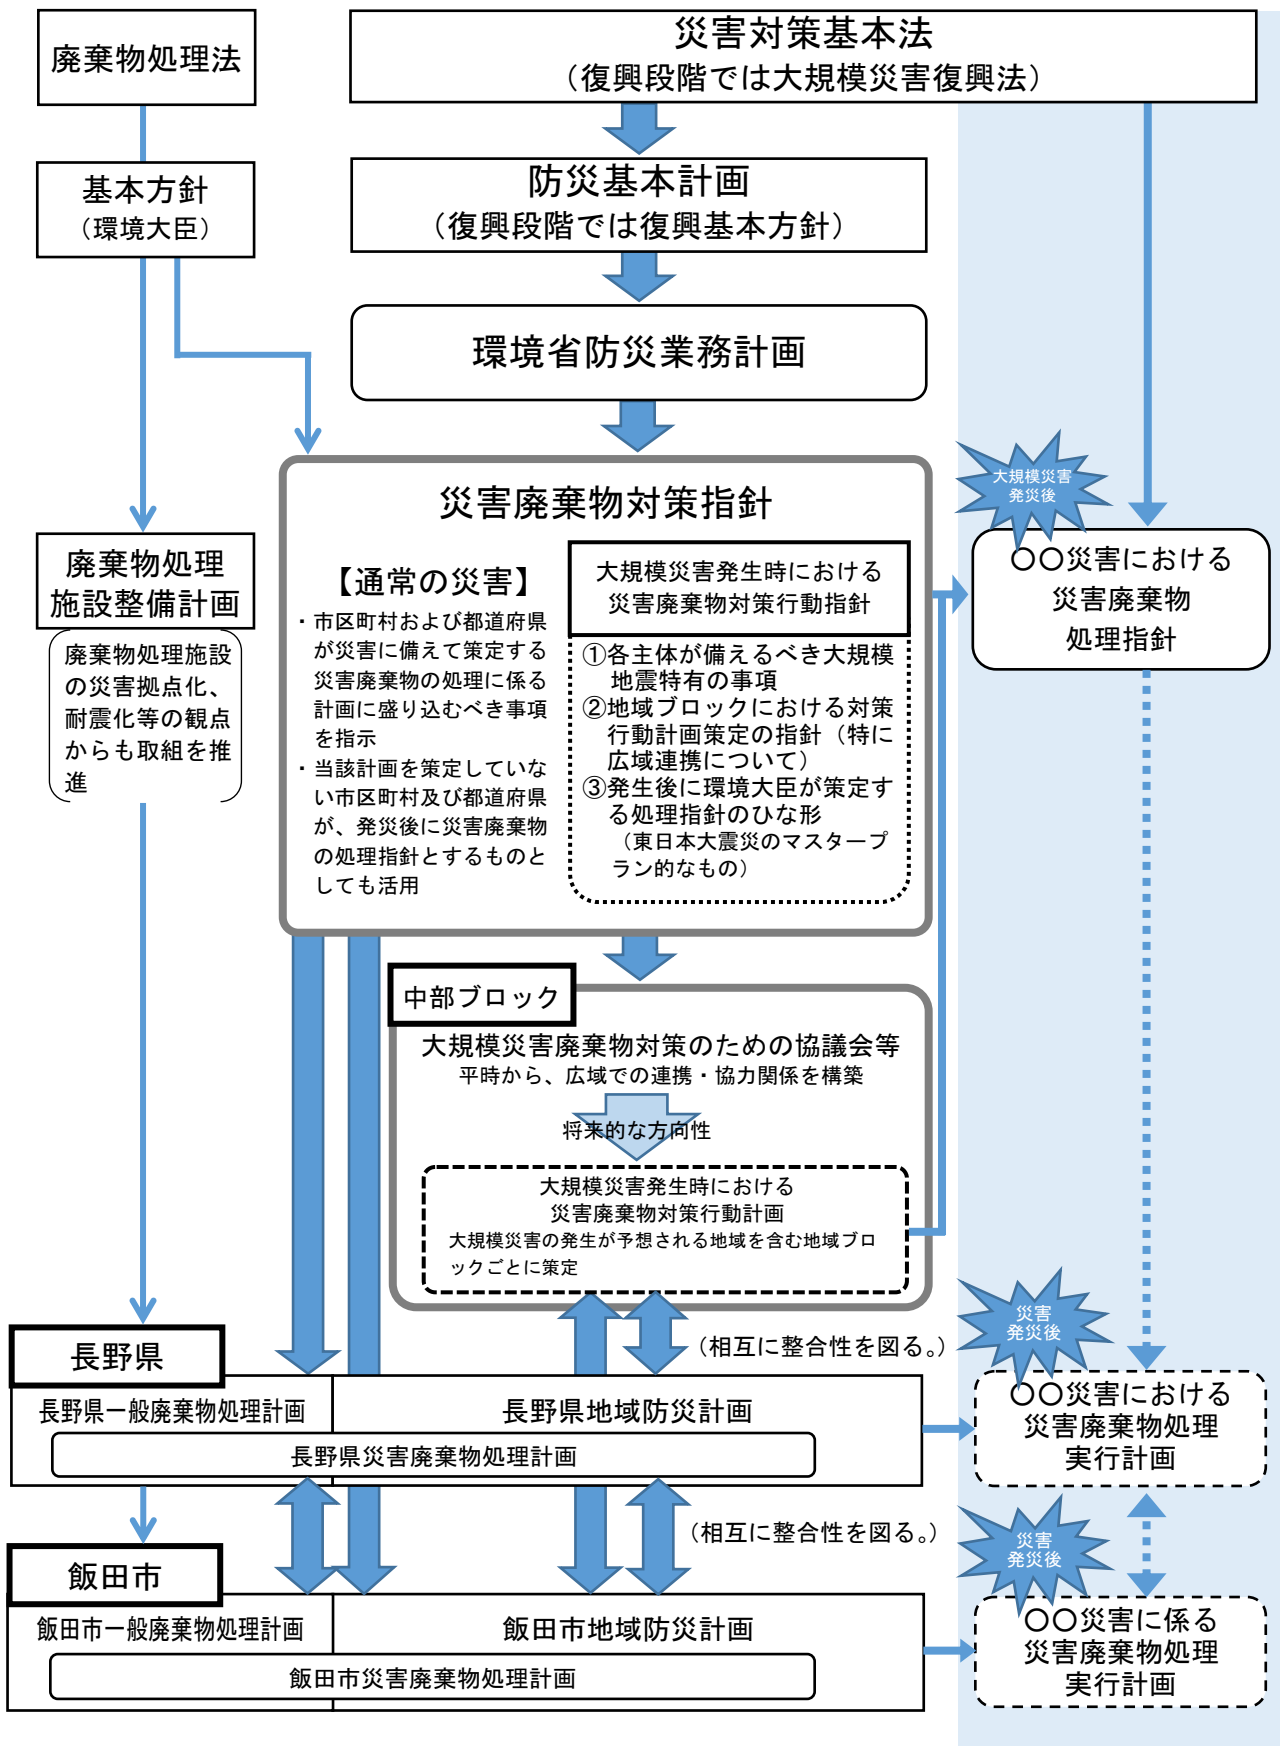 廃棄物処理法
災害対策基本法
（復興段階では大規模災害復興法）
基本方針
（環境大臣）
防災基本計画
（復興段階では復興基本方針）
環境省防災業務計画
災害廃棄物対策指針
【通常の災害】
・市区町村および都道府県
が災害に備えて策定する
災害廃棄物の処理に係る
計画に盛り込むべき事項
を指示
・当該計画を策定していな
い市区町村及び都道府県
が、発災後に災害廃棄物
の処理指針とするものと
しても活用
大規模災害発生時における
災害廃棄物対策行動指針
①各主体が備えるべき大規模
地震特有の事項
②地域ブロックにおける対策
行動計画策定の指針（特に
広域連携について）
③発生後に環境大臣が策定す
る処理指針のひな形
（東日本大震災のマスタープ
ラン的なもの）
大規模災害
発災後
〇〇災害における
災害廃棄物
処理指針
廃棄物処理
施設整備計画
廃棄物処理施設
の災害拠点化、
耐震化等の観点
からも取組を推
進
中部ブロック
大規模災害廃棄物対策のための協議会等
平時から、広域での連携・協力関係を構築
将来的な方向性
大規模災害発生時における
災害廃棄物対策行動計画
大規模災害の発生が予想される地域を含む地域ブロ
ックごとに策定
（相互に整合性を図る。）
災害
発災後
長野県
長野県一般廃棄物処理計画
長野県地域防災計画
長野県災害廃棄物処理計画
〇〇災害における
災害廃棄物処理
実行計画
（相互に整合性を図る。）
災害
発災後
飯田市
飯田市一般廃棄物処理計画
飯田市地域防災計画
飯田市災害廃棄物処理計画
〇〇災害に係る
災害廃棄物処理
実行計画